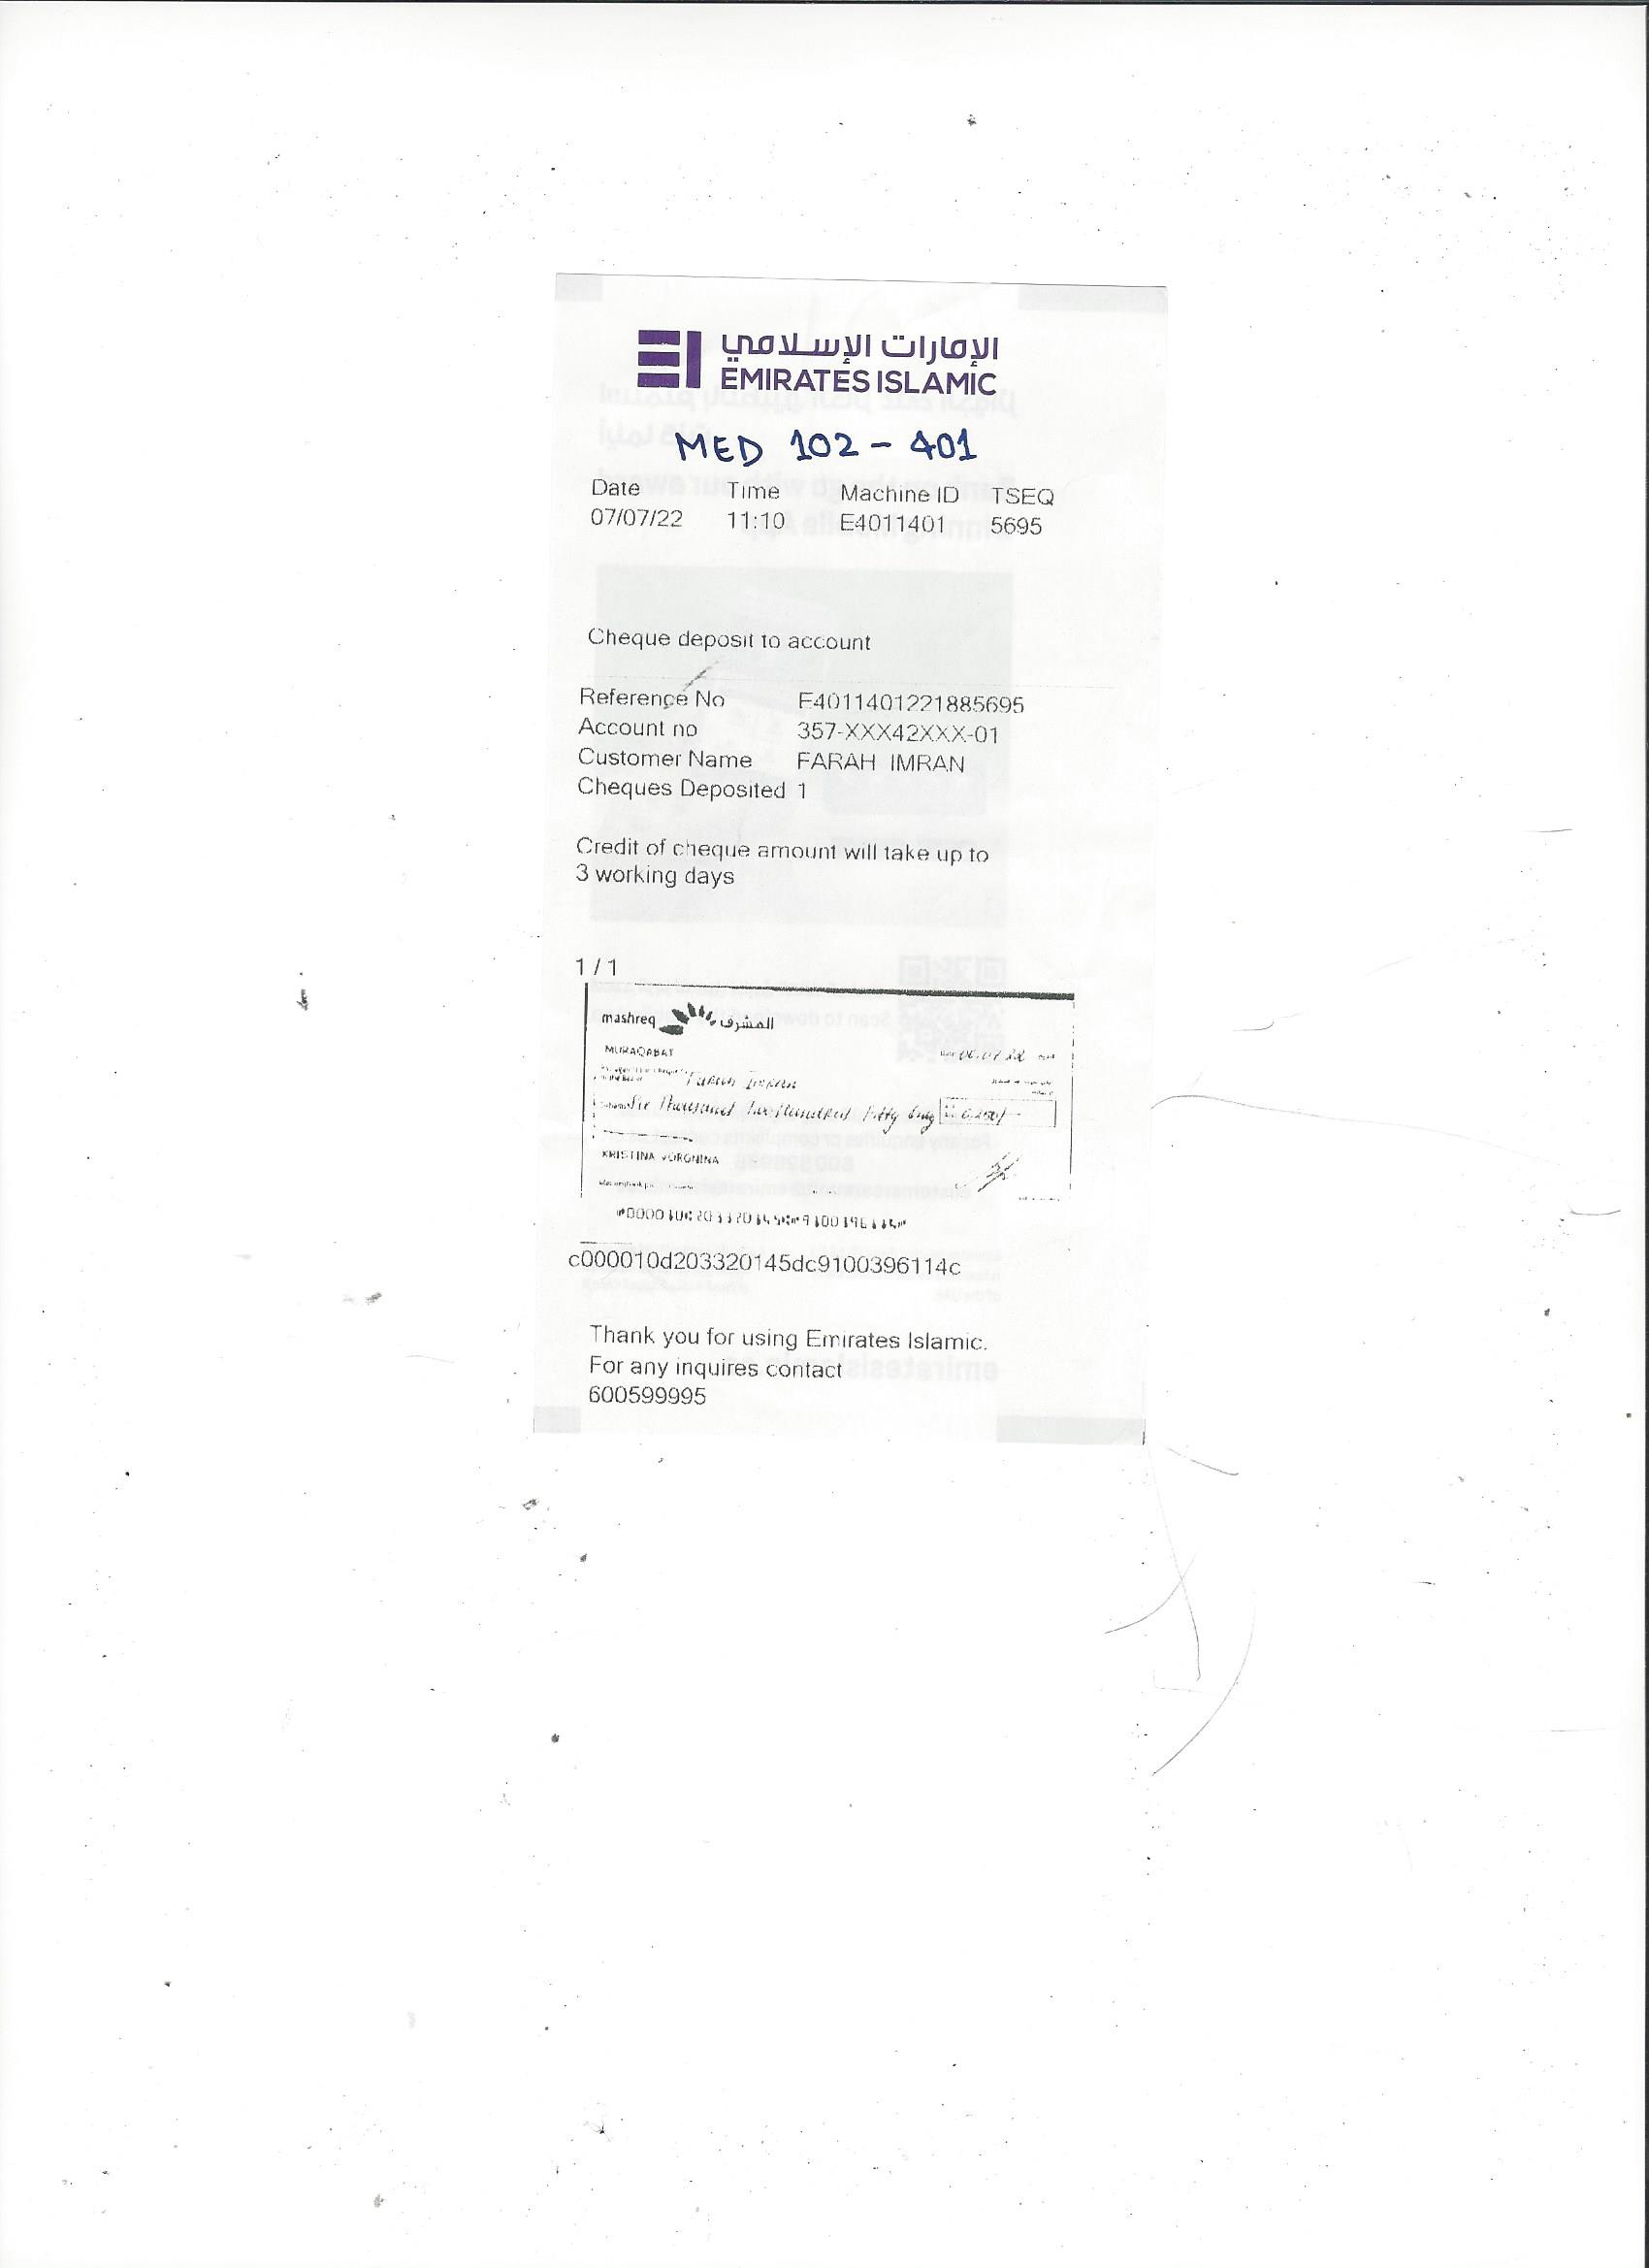 الإمارات الإسلامي
EMIRATES ISLAMIC
MED 102 - 401
Date Time Machine ID TSEQ
07/07/22 11:10 E4011401 5695
Cheque deposit to account
Reference No E4011401221885695
Account no 357-XXX42XXX-01
Customer Name FARAH IMRAN
Cheques Deposited 1
Credit of cheque amount will take up to
3 working days
1 / 1
mashreq المشرق
MURAQABAT
Farah Imran
Six Thousand Two Hundred Fifty Only 6,250/-
KRISTINA VORONINA
c000010d203320145dc9100396114c
Thank you for using Emirates Islamic.
For any inquires contact
600599995